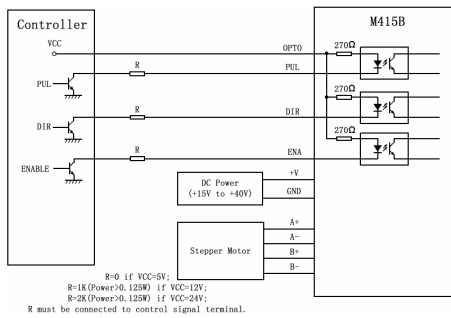 Controller
M415B
VCC
OPTO
270Ω
R
PUL
PUL
270Ω
R
DIR
DIR
270Ω
R
ENA
ENABLE
DC Power
(+15V to +40V)
+V
GND
Stepper Motor
A+
A-
B+
B-
R=0 if VCC=5V;
R=1K(Power>0.125W) if VCC=12V;
R=2K(Power>0.125W) if VCC=24V;
R must be connected to control signal terminal.